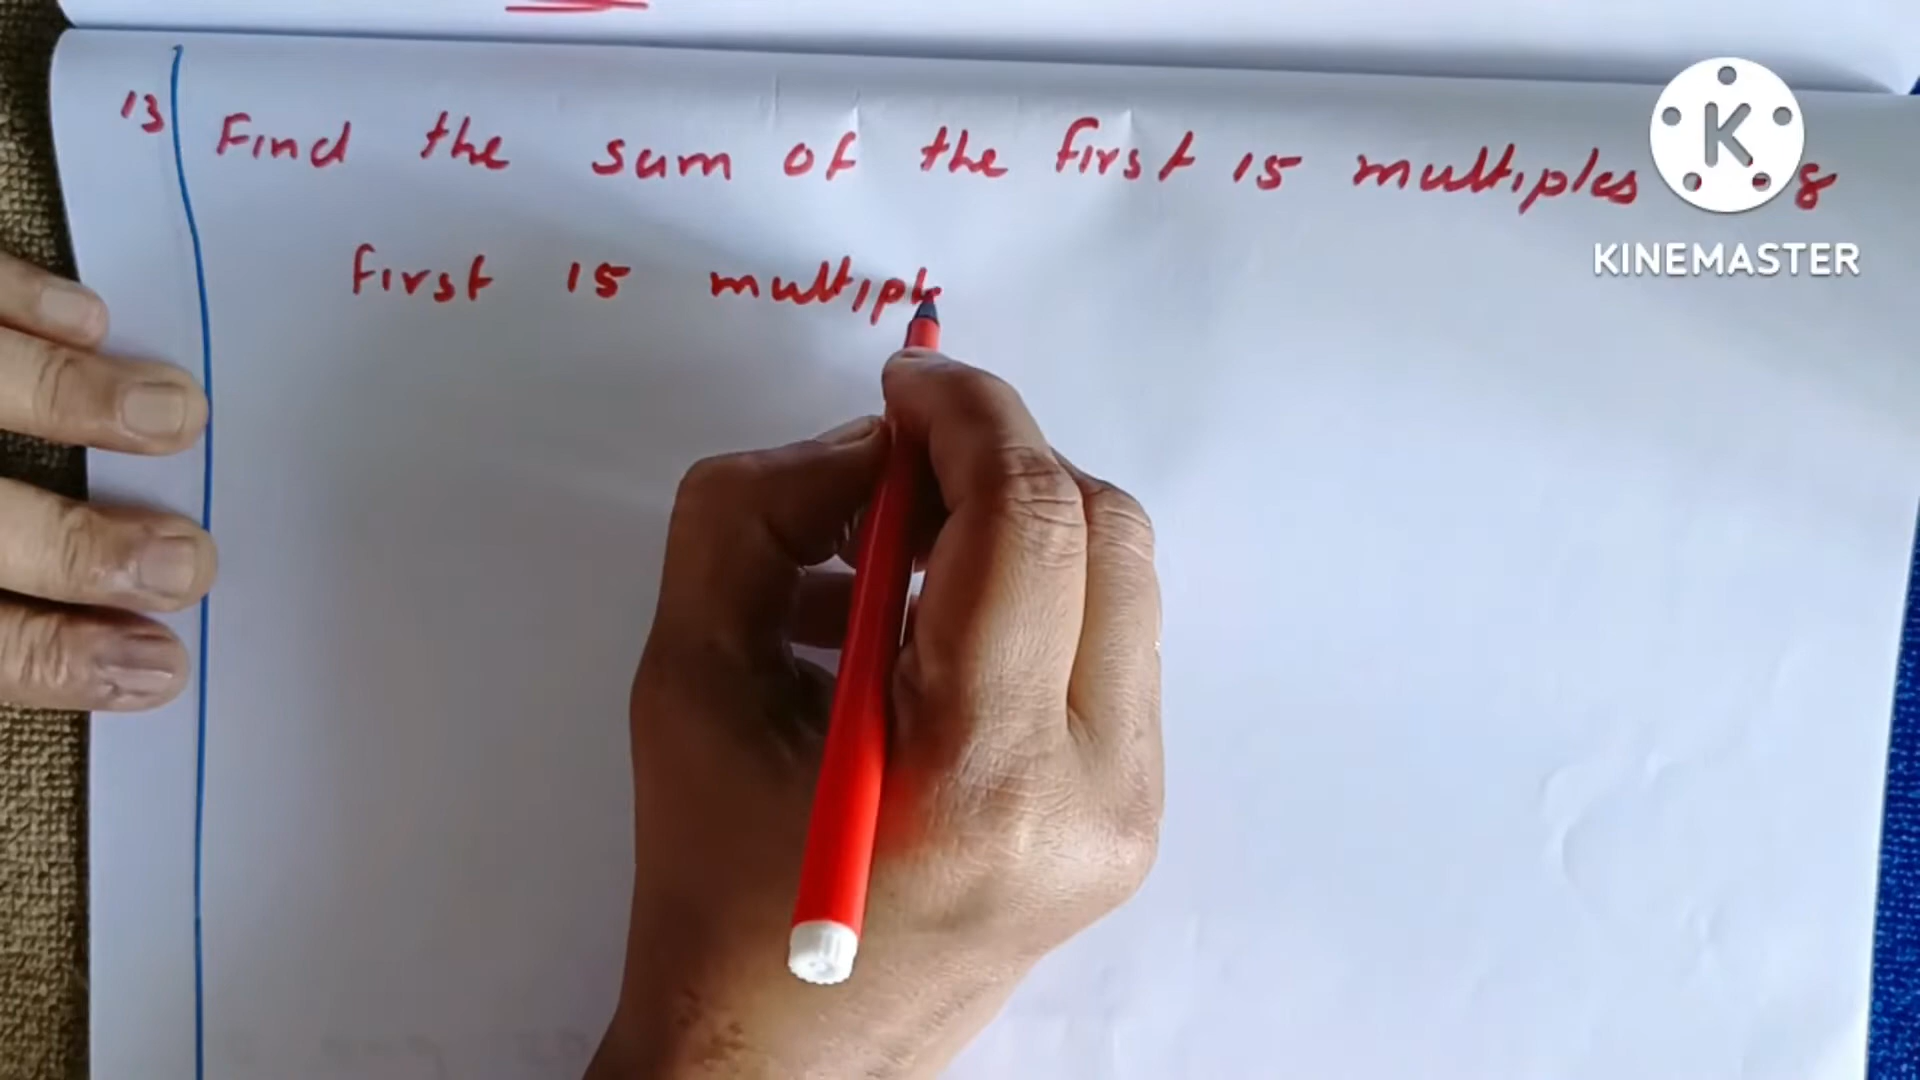 13 Find the sum of the first 15 multiples 8
First 15 multiple
K
KINEMASTER